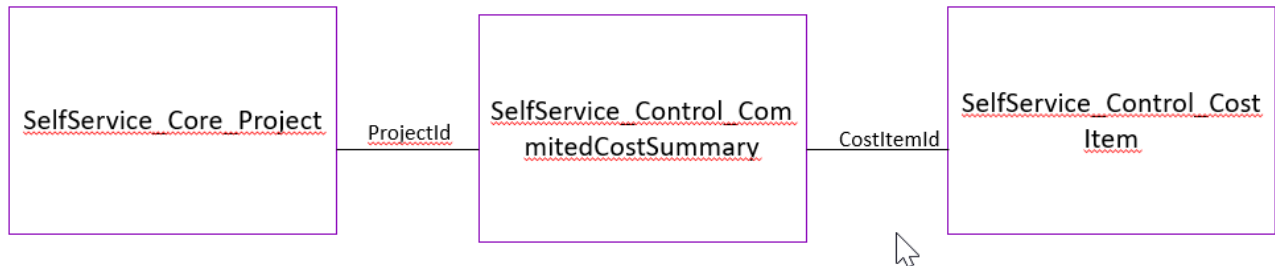 SelfService_Core_Project
ProjectId
SelfService_Control_Com
mitedCostSummary
CostItemId
SelfService_Control_Cost
Item